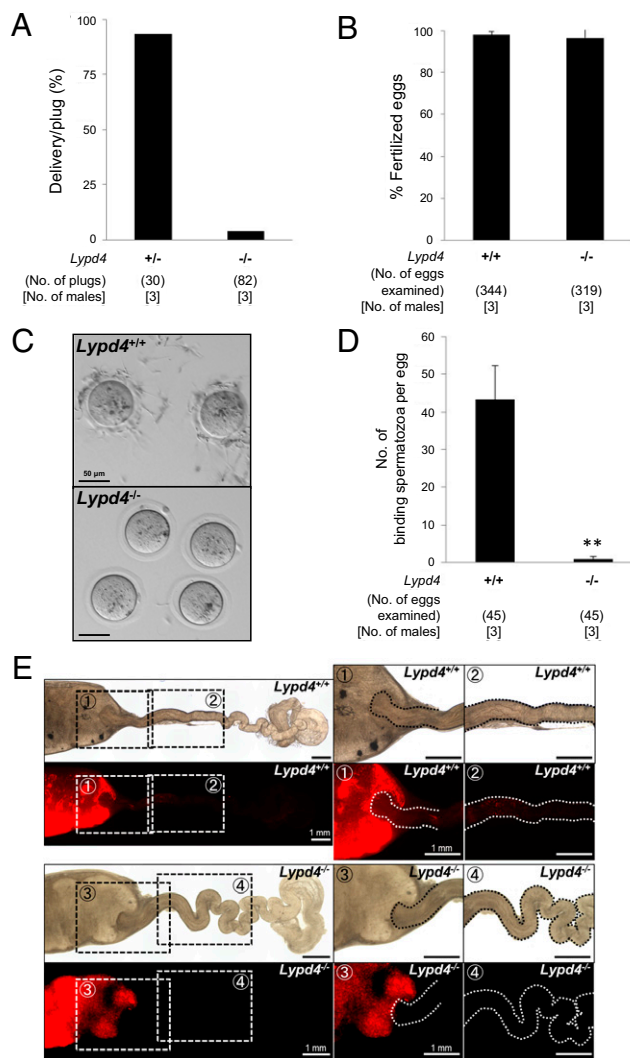 A
Delivery/plug (%)
100
75
50
25
0
Lypd4 +/- -/-
(No. of plugs) (30) (82)
[No. of males] [3] [3]
B
% Fertilized eggs
100
80
60
40
20
0
Lypd4 +/+ -/-
(No. of eggs
examined) (344) (319)
[No. of males] [3] [3]
C
Lypd4+/+
50 µm
Lypd4-/-
D
No. of
binding spermatozoa per egg
60
50
40
30
20
10
0
**
Lypd4 +/+ -/-
(No. of eggs
examined) (45) (45)
[No. of males] [3] [3]
E
① ② Lypd4+/+
① Lypd4+/+
② Lypd4+/+
① ② Lypd4+/+
1 mm
① Lypd4+/+
1 mm
② Lypd4+/+
③ ④ Lypd4-/-
③ Lypd4-/-
④ Lypd4-/-
③ ④ Lypd4-/-
1 mm
③ Lypd4-/-
1 mm
④ Lypd4-/-